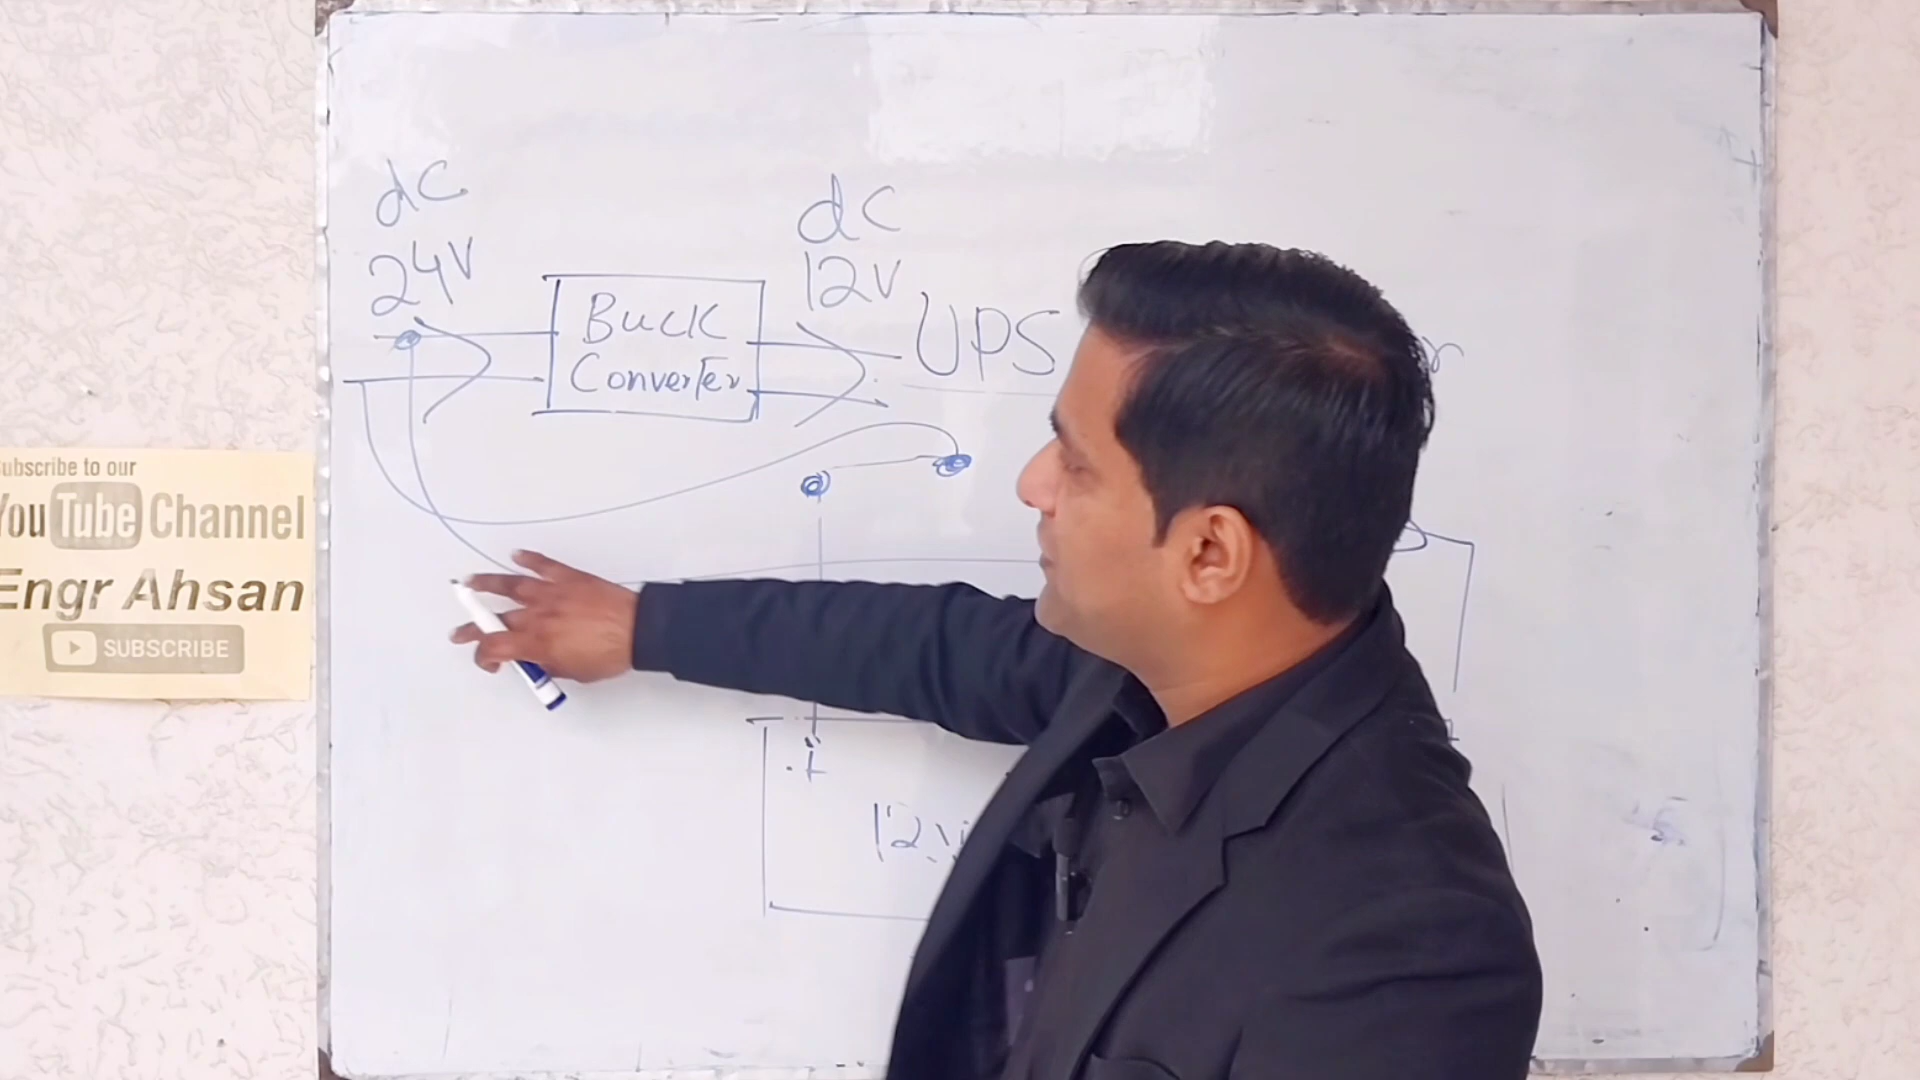 dc
24V
Buck
Converter
dc
12V
UPS
+
12V
Subscribe to our
YouTube Channel
Engr Ahsan
SUBSCRIBE